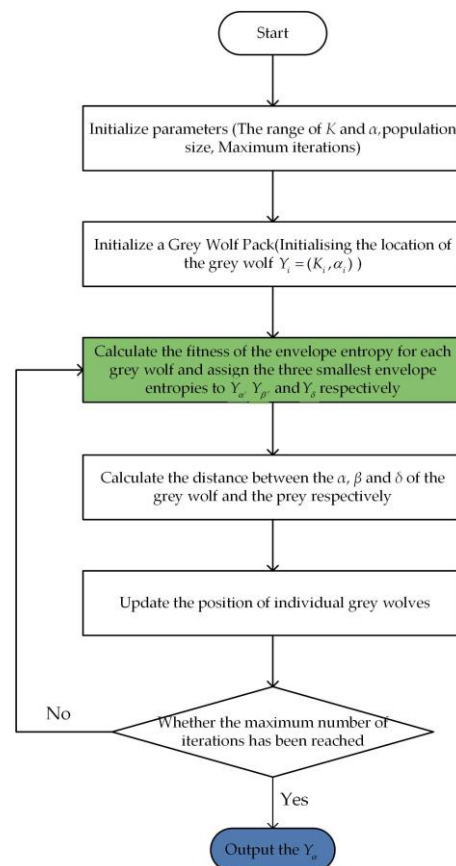 Start
Initialize parameters (The range of K and α,population
size, Maximum iterations)
Initialize a Grey Wolf Pack(Initialising the location of
the grey wolf Y_i = (K_i, α_i) )
Calculate the fitness of the envelope entropy for each
grey wolf and assign the three smallest envelope
entropies to Y_α, Y_β, and Y_δ respectively
Calculate the distance between the α, β and δ of the
grey wolf and the prey respectively
Update the position of individual grey wolves
No
Whether the maximum number of
iterations has been reached
Yes
Output the Y_α